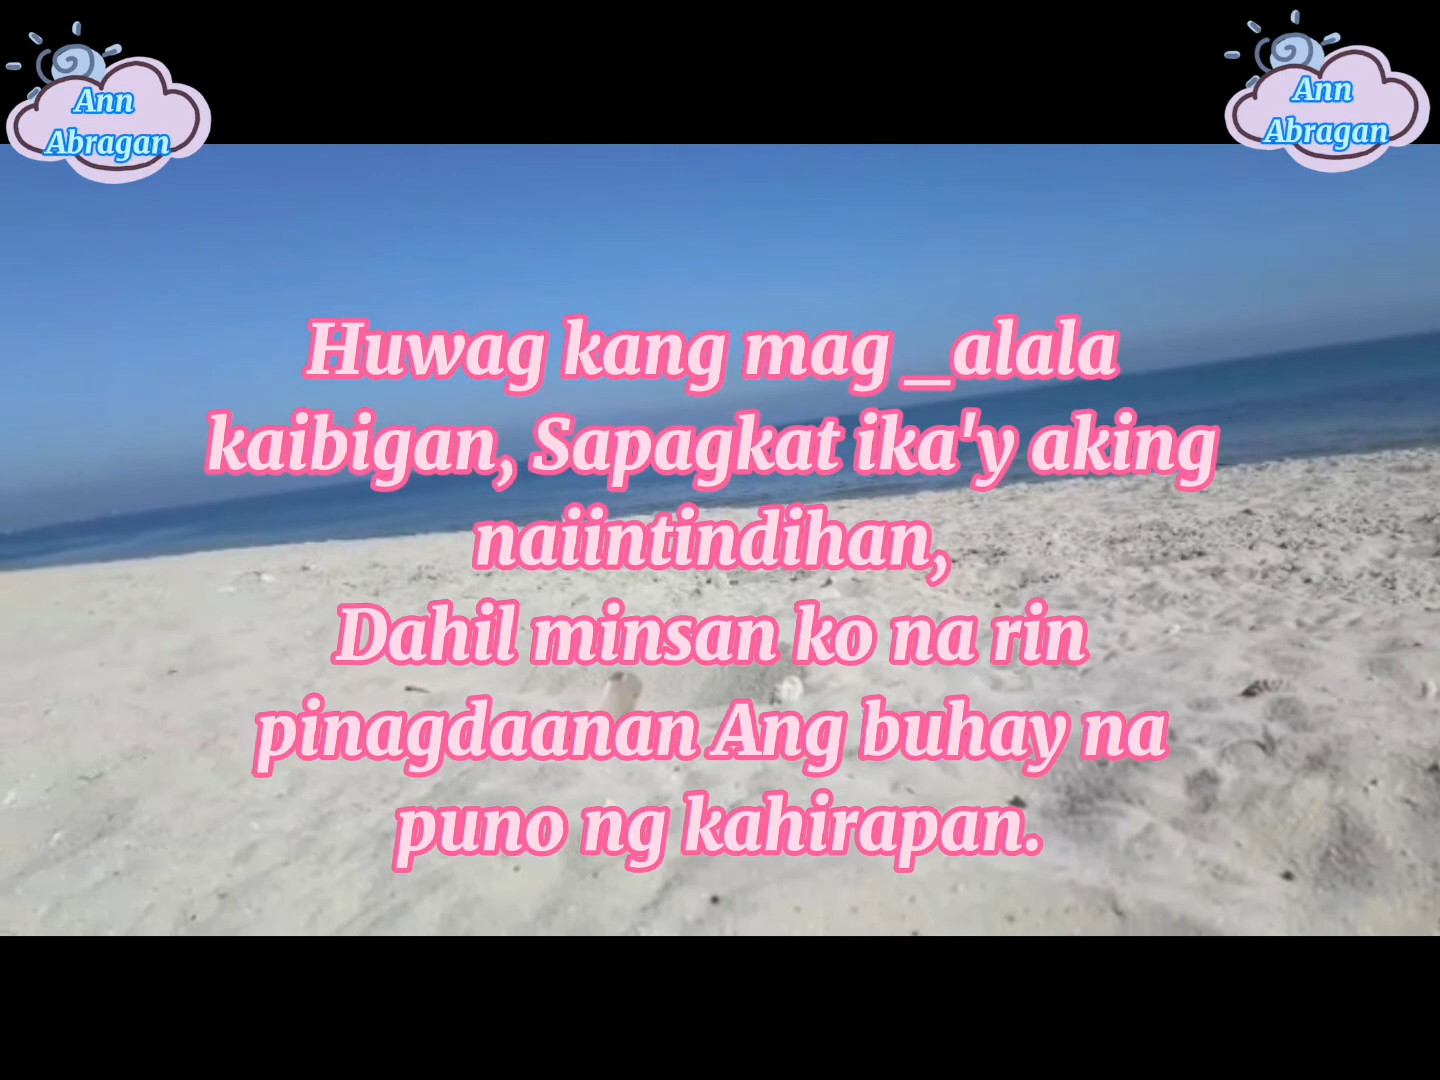 Ann
Abragan
Ann
Abragan
Huwag kang mag _alala
kaibigan, Sapagkat ika'y aking
naiintindihan,
Dahil minsan ko na rin
pinagdaanan Ang buhay na
puno ng kahirapan.